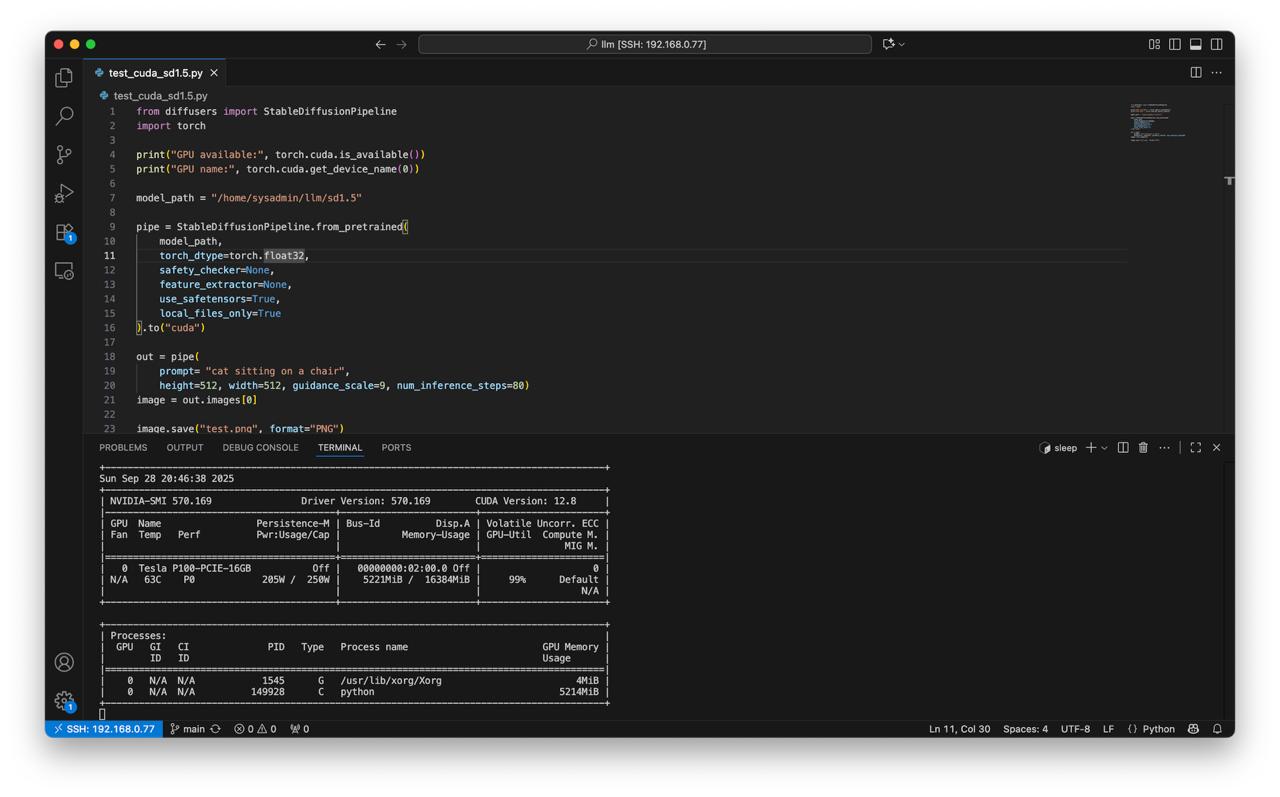 llm [SSH: 192.168.0.77]
test_cuda_sd1.5.py
test_cuda_sd1.5.py
1 from diffusers import StableDiffusionPipeline
2 import torch
3
4 print("GPU available:", torch.cuda.is_available())
5 print("GPU name:", torch.cuda.get_device_name(0))
6
7 model_path = "/home/sysadmin/llm/sd1.5"
8
9 pipe = StableDiffusionPipeline.from_pretrained(
10     model_path,
11     torch_dtype=torch.float32,
12     safety_checker=None,
13     feature_extractor=None,
14     use_safetensors=True,
15     local_files_only=True
16 ).to("cuda")
17
18 out = pipe(
19     prompt= "cat sitting on a chair",
20     height=512, width=512, guidance_scale=9, num_inference_steps=80)
21 image = out.images[0]
22
23 image.save("test.png", format="PNG")
1
1
PROBLEMS OUTPUT DEBUG CONSOLE TERMINAL PORTS sleep
+-----------------------------------------------------------------------------------------+
Sun Sep 28 20:46:38 2025
+-----------------------------------------------------------------------------------------+
| NVIDIA-SMI 570.169                Driver Version: 570.169        CUDA Version: 12.8     |
|-----------------------------------------+------------------------+----------------------+
| GPU  Name                 Persistence-M | Bus-Id          Disp.A | Volatile Uncorr. ECC |
| Fan  Temp   Perf          Pwr:Usage/Cap |           Memory-Usage | GPU-Util  Compute M. |
|                                         |                        |               MIG M. |
|=========================================+========================+======================|
|   0  Tesla P100-PCIE-16GB           Off |   00000000:02:00.0 Off |                    0 |
| N/A   63C    P0            205W /  250W |    5221MiB /  16384MiB |     99%      Default |
|                                         |                        |                  N/A |
+-----------------------------------------+------------------------+----------------------+
+-----------------------------------------------------------------------------------------+
| Processes:                                                                              |
|  GPU   GI   CI              PID   Type   Process name                        GPU Memory |
|        ID   ID                                                               Usage      |
|=========================================================================================|
|    0   N/A  N/A            1545      G   /usr/lib/xorg/Xorg                        4MiB |
|    0   N/A  N/A          149928      C   python                                 5214MiB |
+-----------------------------------------------------------------------------------------+
SSH: 192.168.0.77 main 0 0 0 Ln 11, Col 30 Spaces: 4 UTF-8 LF {} Python